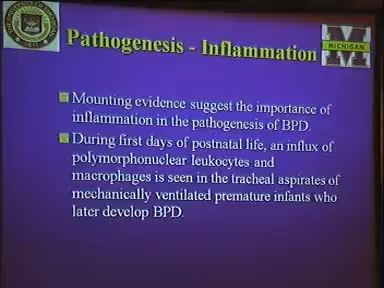 Pathogenesis - Inflammation
MICHIGAN
Mounting evidence suggest the importance of
inflammation in the pathogenesis of BPD.
During first days of postnatal life, an influx of
polymorphonuclear leukocytes and
macrophages is seen in the tracheal aspirates of
mechanically ventilated premature infants who
later develop BPD.